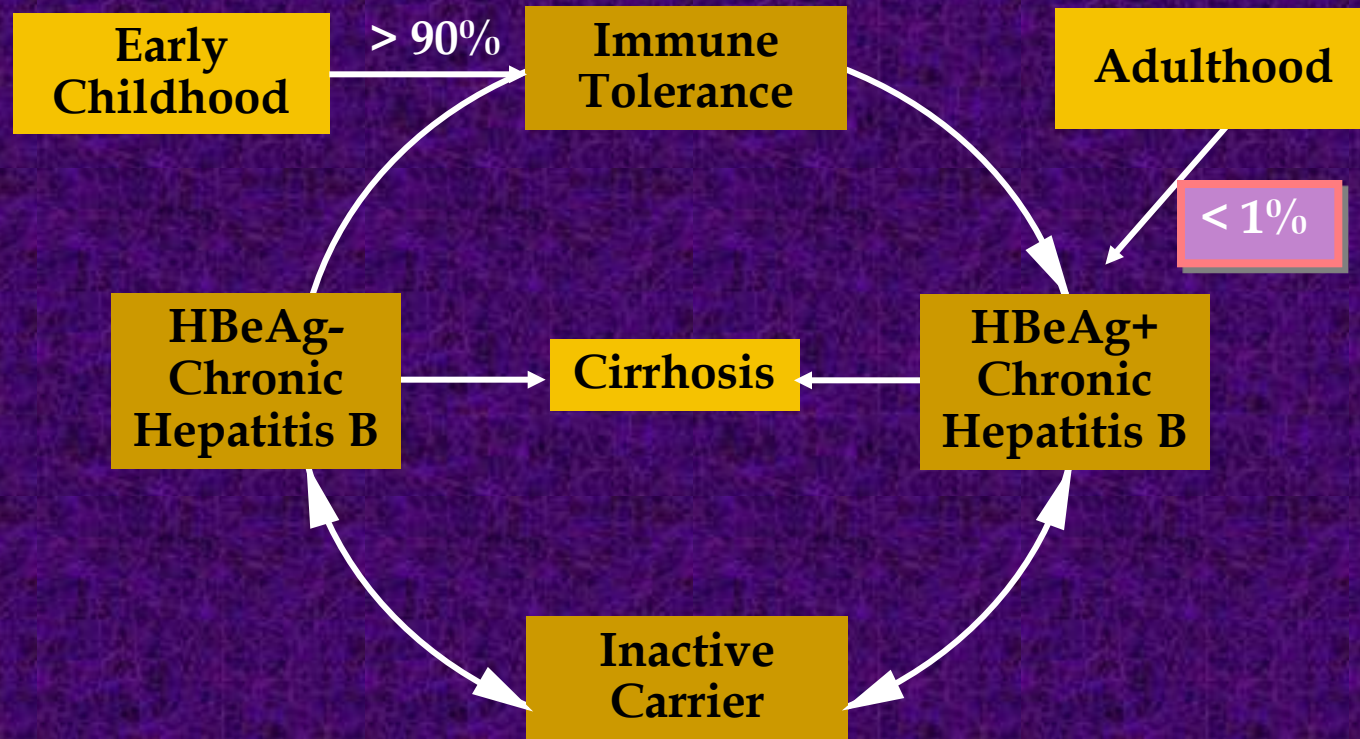 Early
Childhood
> 90%
Immune
Tolerance
Adulthood
< 1%
HBeAg-
Chronic
Hepatitis B
Cirrhosis
HBeAg+
Chronic
Hepatitis B
Inactive
Carrier